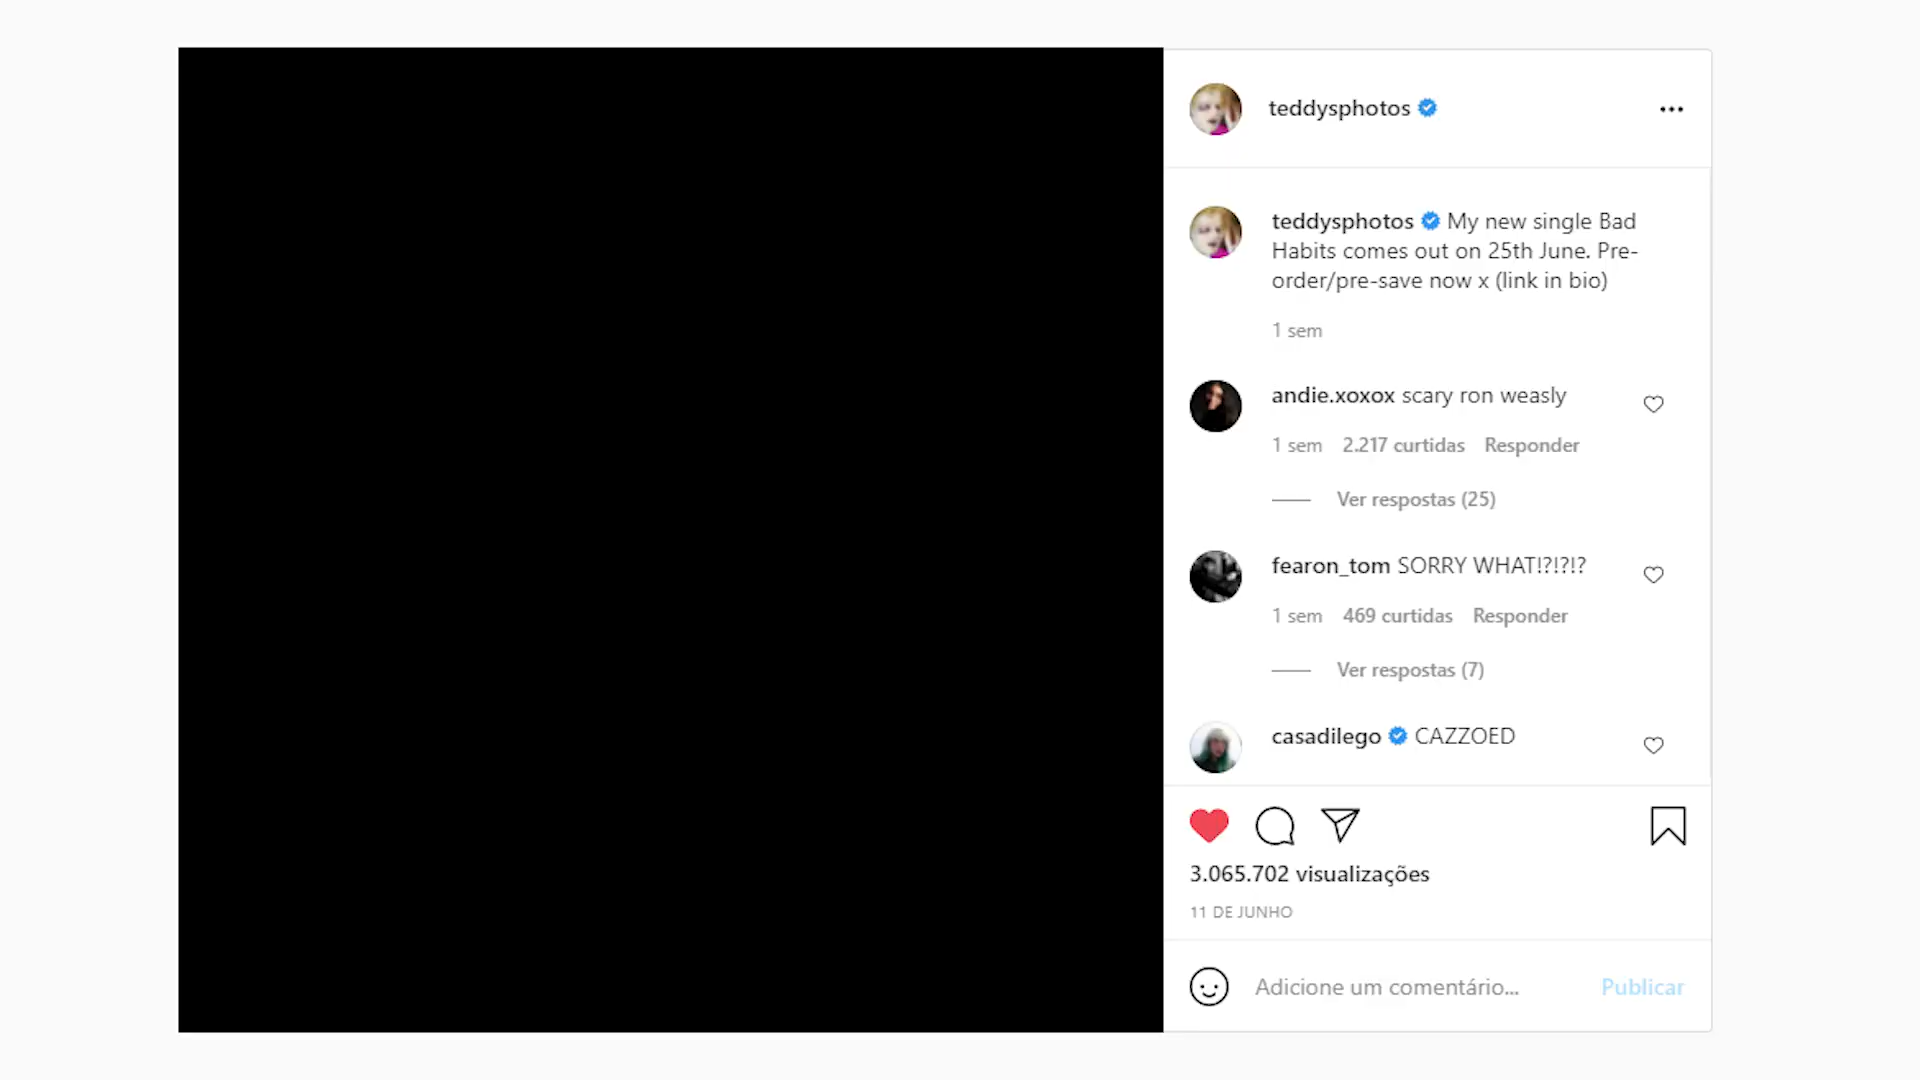 teddysphotos
teddysphotos My new single Bad
Habits comes out on 25th June. Pre-
order/pre-save now x (link in bio)
1 sem
andie.xoxox scary ron weasly
1 sem 2.217 curtidas Responder
Ver respostas (25)
fearon_tom SORRY WHAT!?!?!?
1 sem 469 curtidas Responder
Ver respostas (7)
casadilego CAZZOED
3.065.702 visualizações
11 DE JUNHO
Adicione um comentário... Publicar